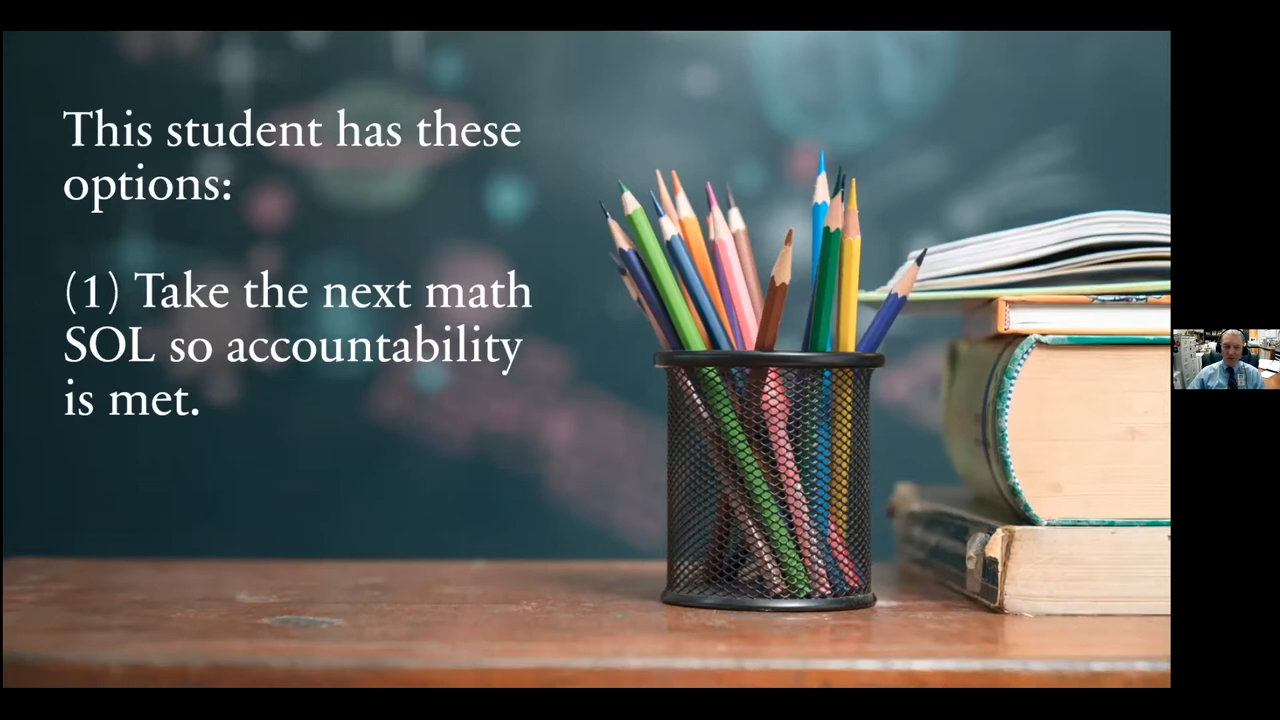 This student has these
options:
(1) Take the next math
SOL so accountability
is met.